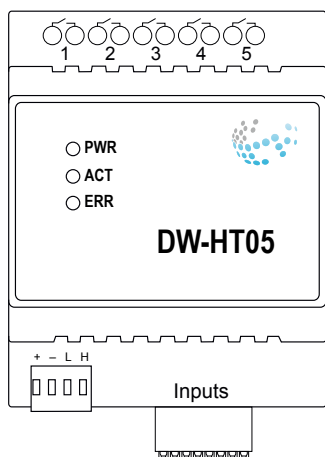 1 2 3 4 5
PWR
ACT
ERR
DW-HT05
+ – L H
Inputs